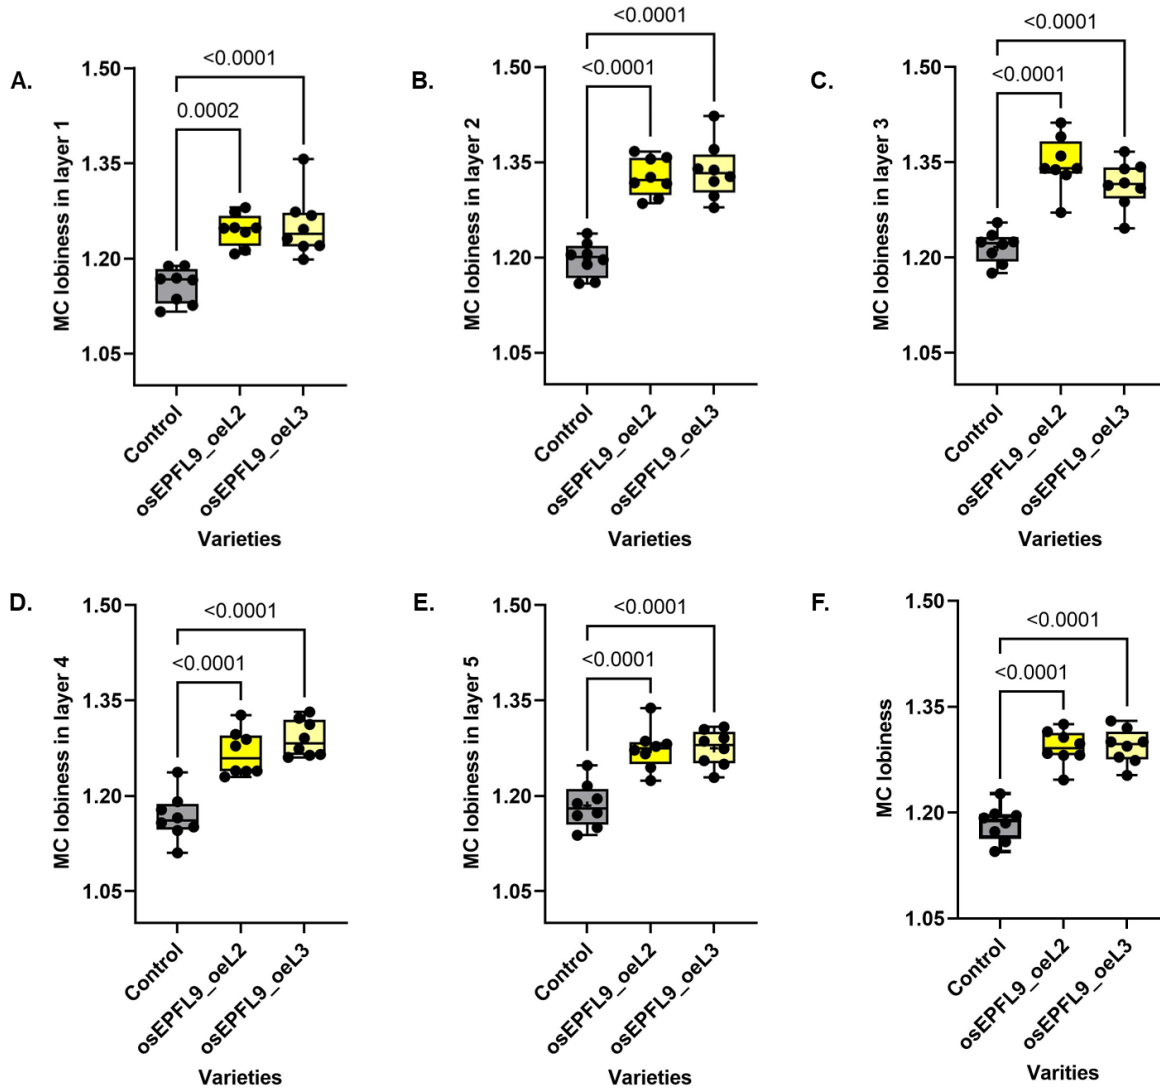 A.
MC lobiness in layer 1
1.50
1.35
1.20
1.05
<0.0001
0.0002
Control
osEPFL9_oeL2
osEPFL9_oeL3
Varieties
B.
MC lobiness in layer 2
1.50
1.35
1.20
1.05
<0.0001
<0.0001
Control
osEPFL9_oeL2
osEPFL9_oeL3
Varieties
C.
MC lobiness in layer 3
1.50
1.35
1.20
1.05
<0.0001
<0.0001
Control
osEPFL9_oeL2
osEPFL9_oeL3
Varieties
D.
MC lobiness in layer 4
1.50
1.35
1.20
1.05
<0.0001
<0.0001
Control
osEPFL9_oeL2
osEPFL9_oeL3
Varieties
E.
MC lobiness in layer 5
1.50
1.35
1.20
1.05
<0.0001
<0.0001
Control
osEPFL9_oeL2
osEPFL9_oeL3
Varieties
F.
MC lobiness
1.50
1.35
1.20
1.05
<0.0001
<0.0001
Control
osEPFL9_oeL2
osEPFL9_oeL3
Varities